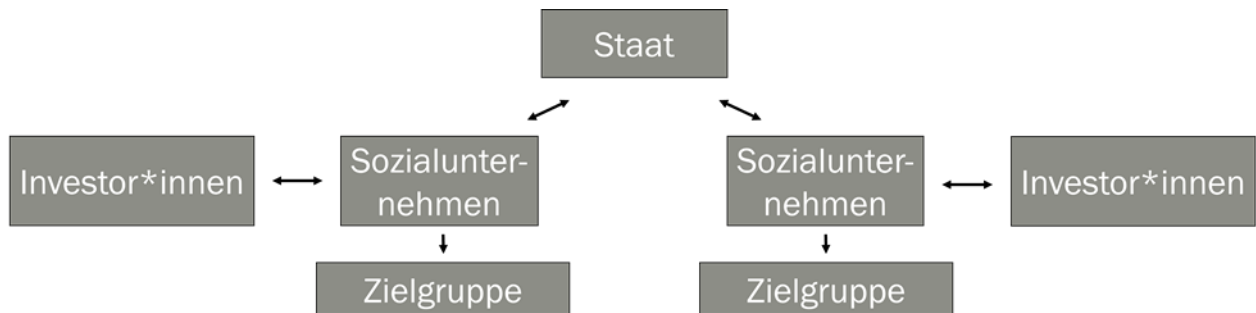 Staat
Investor*innen
Sozialunter-
nehmen
Sozialunter-
nehmen
Investor*innen
Zielgruppe
Zielgruppe